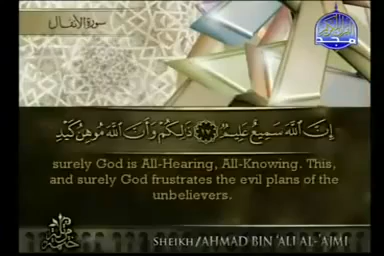 سورة الأنفال
إِنَّ اللَّهَ سَمِيعٌ عَلِيمٌ ١٧ ذَٰلِكُمْ وَأَنَّ اللَّهَ مُوهِنُ كَيْدِ
surely God is All-Hearing, All-Knowing. This,
and surely God frustrates the evil plans of the
unbelievers.
SHEIKH/AHMAD BIN 'ALI AL-'AJMI